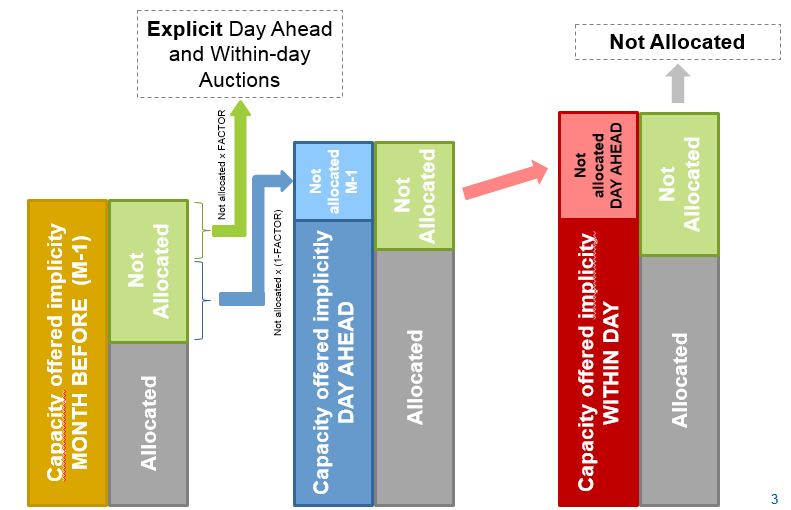 Explicit Day Ahead
and Within-day
Auctions
Not Allocated
Not allocated x FACTOR
Not allocated x (1-FACTOR)
Capacity offered implicity
MONTH BEFORE (M-1)
Not
Allocated
Allocated
Not
allocated
M-1
Capacity offered implicitly
DAY AHEAD
Not
Allocated
Allocated
Not
allocated
DAY AHEAD
Capacity offered implicity
WITHIN DAY
Not
Allocated
Allocated
3